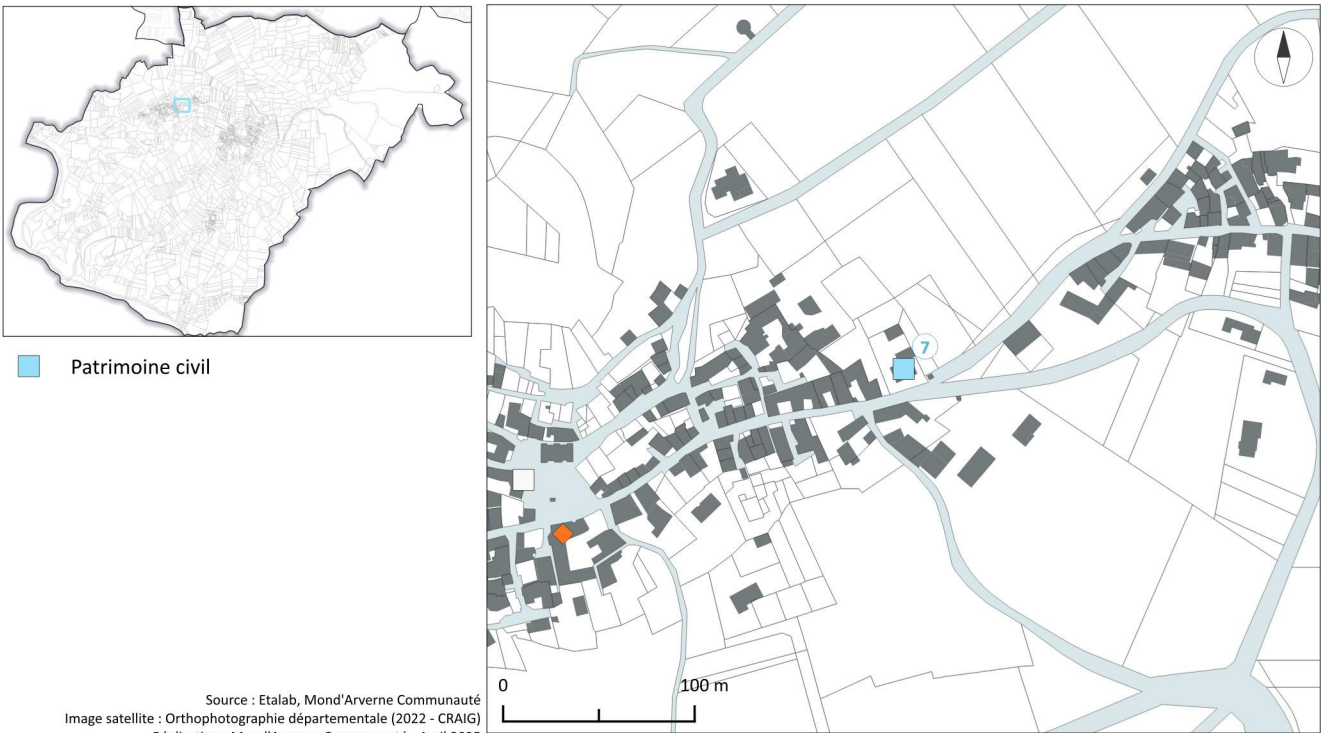 Patrimoine civil
7
0 100 m
Source : Etalab, Mond'Arverne Communauté
Image satellite : Orthophotographie départementale (2022 - CRAIG)